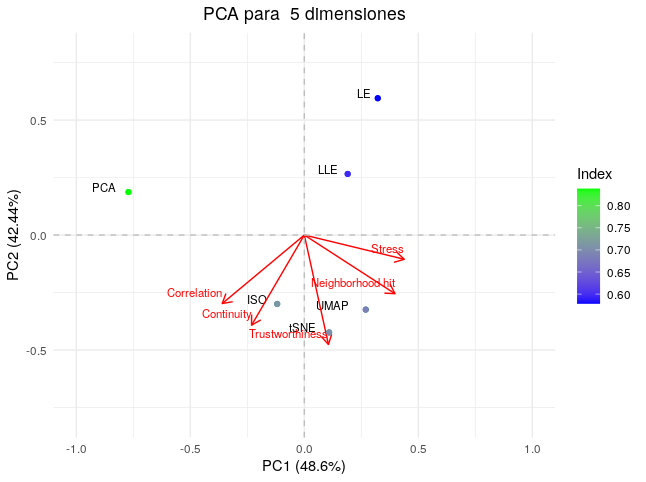 PCA para  5 dimensiones
LE
LLE
PCA
Stress
Neighborhood hit
Correlation
ISO
UMAP
Continuity
tSNE
Trustworthiness
0.5
0.0
-0.5
PC2 (42.44%)
-1.0
-0.5
0.0
0.5
1.0
PC1 (48.6%)
Index
0.80
0.75
0.70
0.65
0.60